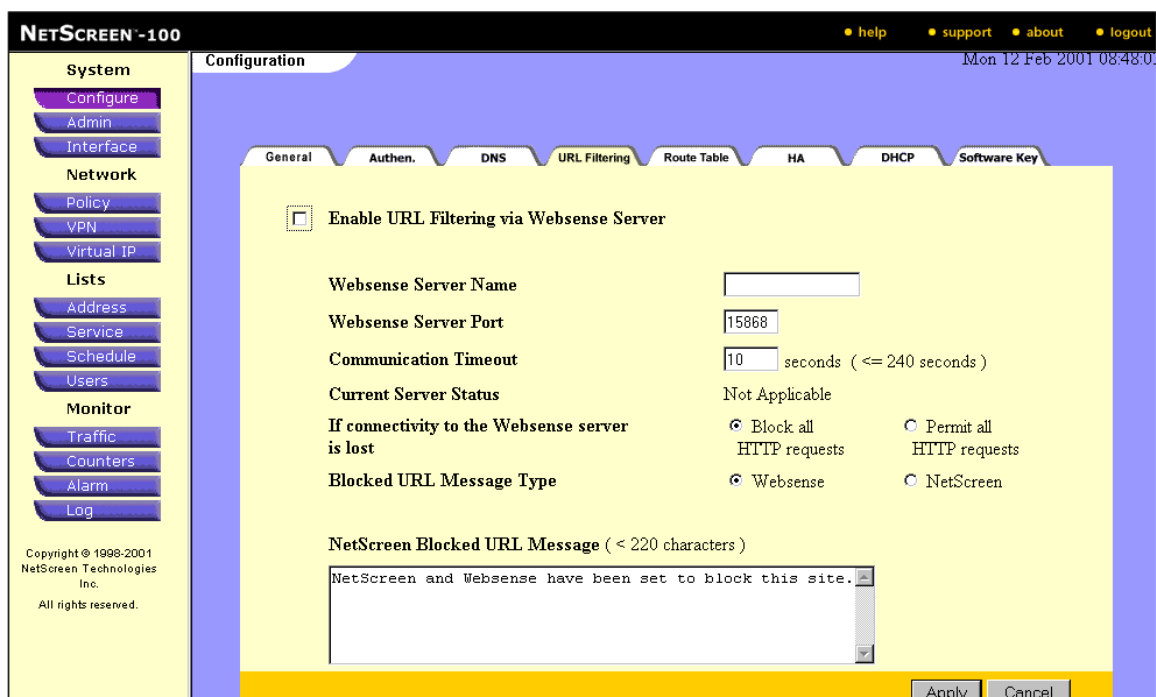 NETSCREEN-100
help support about logout
Configuration
Mon 12 Feb 2001 08:48:0
System
Configure
Admin
Interface
Network
Policy
VPN
Virtual IP
Lists
Address
Service
Schedule
Users
Monitor
Traffic
Counters
Alarm
Log
Copyright © 1998-2001
NetScreen Technologies
Inc.
All rights reserved.
General Authen. DNS URL Filtering Route Table HA DHCP Software Key
Enable URL Filtering via Websense Server
Websense Server Name
Websense Server Port 15868
Communication Timeout 10 seconds ( <= 240 seconds )
Current Server Status Not Applicable
If connectivity to the Websense server Block all Permit all
is lost HTTP requests HTTP requests
Blocked URL Message Type Websense NetScreen
NetScreen Blocked URL Message ( < 220 characters )
NetScreen and Websense have been set to block this site.
Apply Cancel